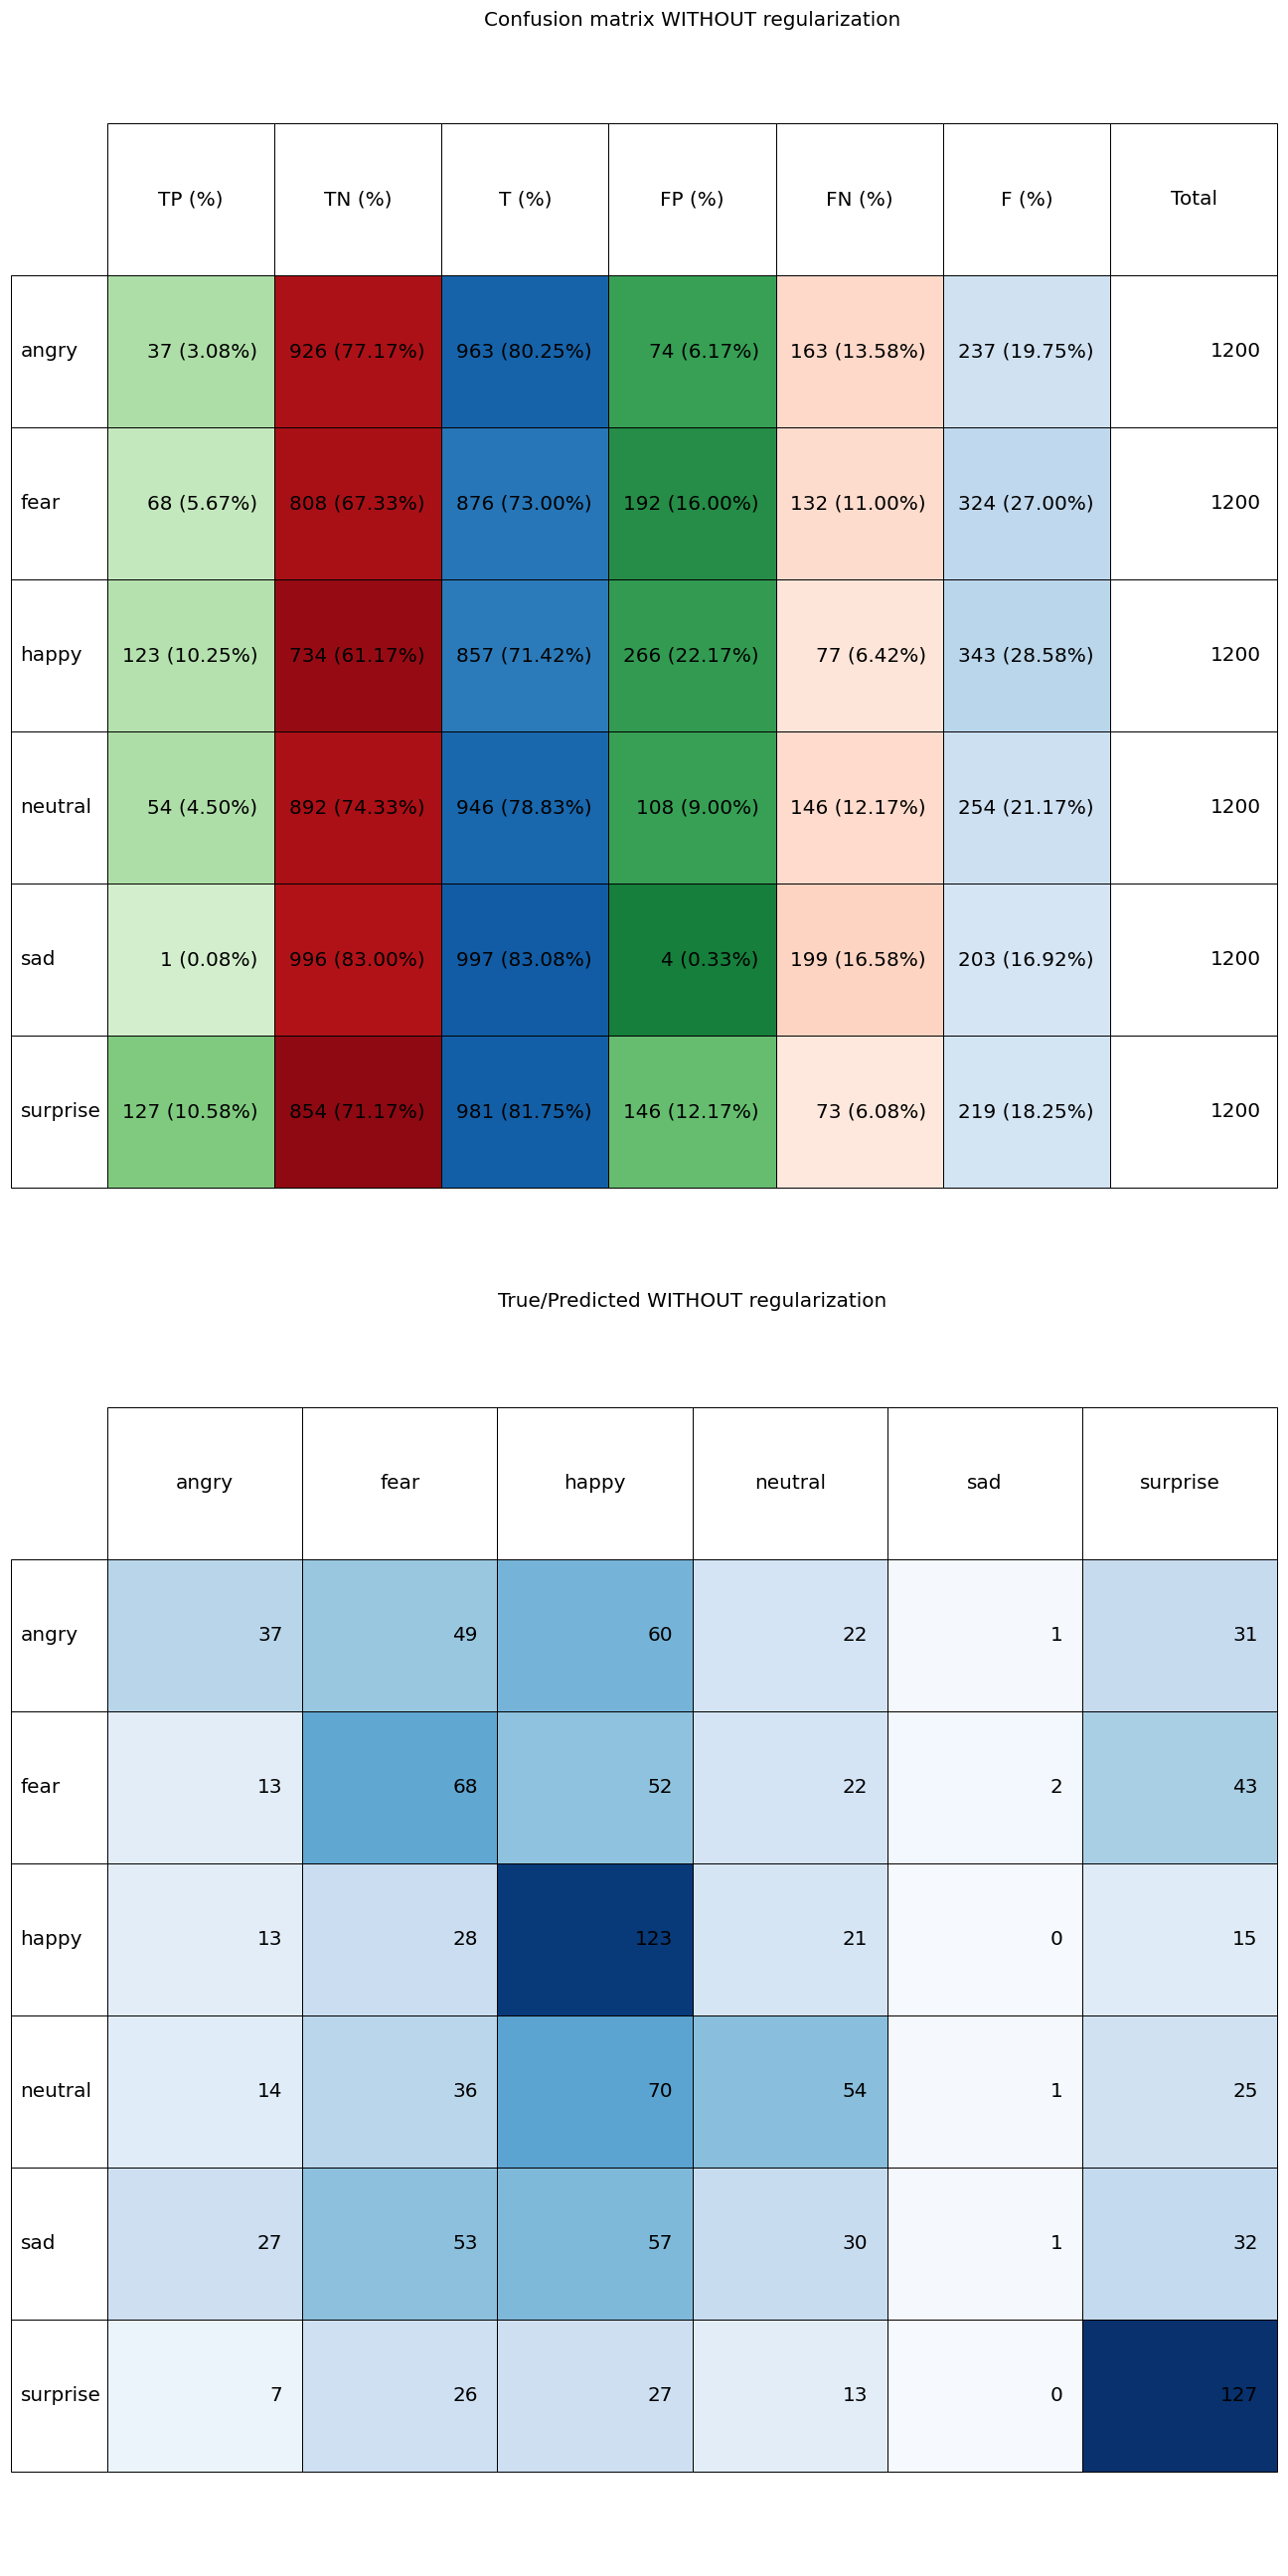 Confusion matrix WITHOUT regularization
TP (%) TN (%) T (%) FP (%) FN (%) F (%) Total
angry 37 (3.08%) 926 (77.17%) 963 (80.25%) 74 (6.17%) 163 (13.58%) 237 (19.75%) 1200
fear 68 (5.67%) 808 (67.33%) 876 (73.00%) 192 (16.00%) 132 (11.00%) 324 (27.00%) 1200
happy 123 (10.25%) 734 (61.17%) 857 (71.42%) 266 (22.17%) 77 (6.42%) 343 (28.58%) 1200
neutral 54 (4.50%) 892 (74.33%) 946 (78.83%) 108 (9.00%) 146 (12.17%) 254 (21.17%) 1200
sad 1 (0.08%) 996 (83.00%) 997 (83.08%) 4 (0.33%) 199 (16.58%) 203 (16.92%) 1200
surprise 127 (10.58%) 854 (71.17%) 981 (81.75%) 146 (12.17%) 73 (6.08%) 219 (18.25%) 1200
True/Predicted WITHOUT regularization
angry fear happy neutral sad surprise
angry 37 49 60 22 1 31
fear 13 68 52 22 2 43
happy 13 28 123 21 0 15
neutral 14 36 70 54 1 25
sad 27 53 57 30 1 32
surprise 7 26 27 13 0 127